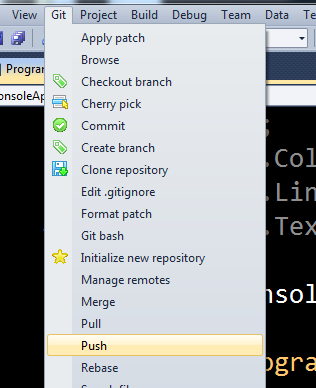 View Git Project Build Debug Team Data
Apply patch
Browse
Checkout branch
Cherry pick
Commit
Create branch
Clone repository
Edit .gitignore
Format patch
Git bash
Initialize new repository
Manage remotes
Merge
Pull
Push
Rebase
Progra
onsoleAp
;
.Col
.Lin
.Tex
nsol
ogra